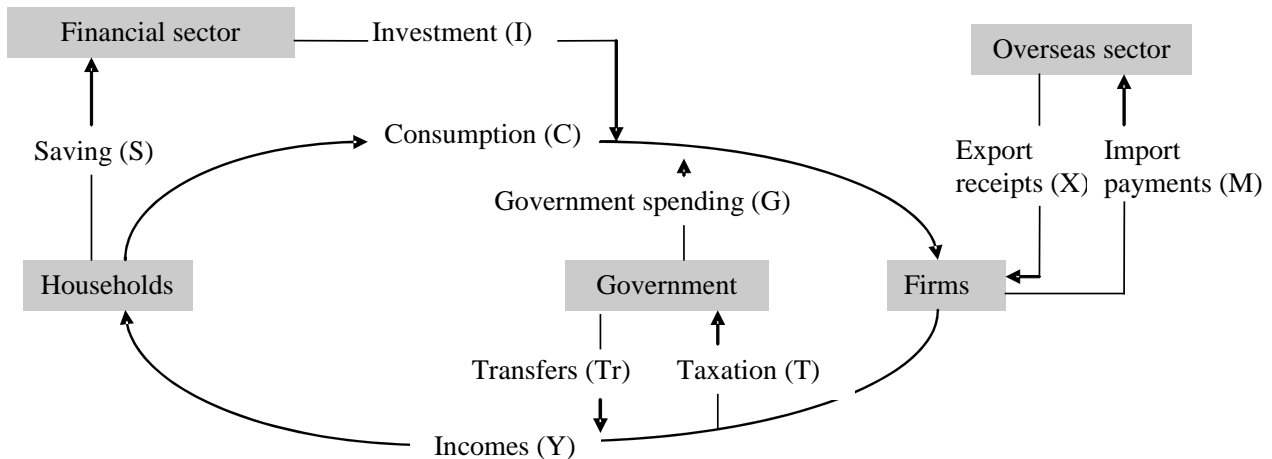 Financial sector
Investment (I)
Overseas sector
Consumption (C)
Saving (S)
Export
receipts (X)
Import
payments (M)
Government spending (G)
Households
Government
Firms
Transfers (Tr)
Taxation (T)
Incomes (Y)